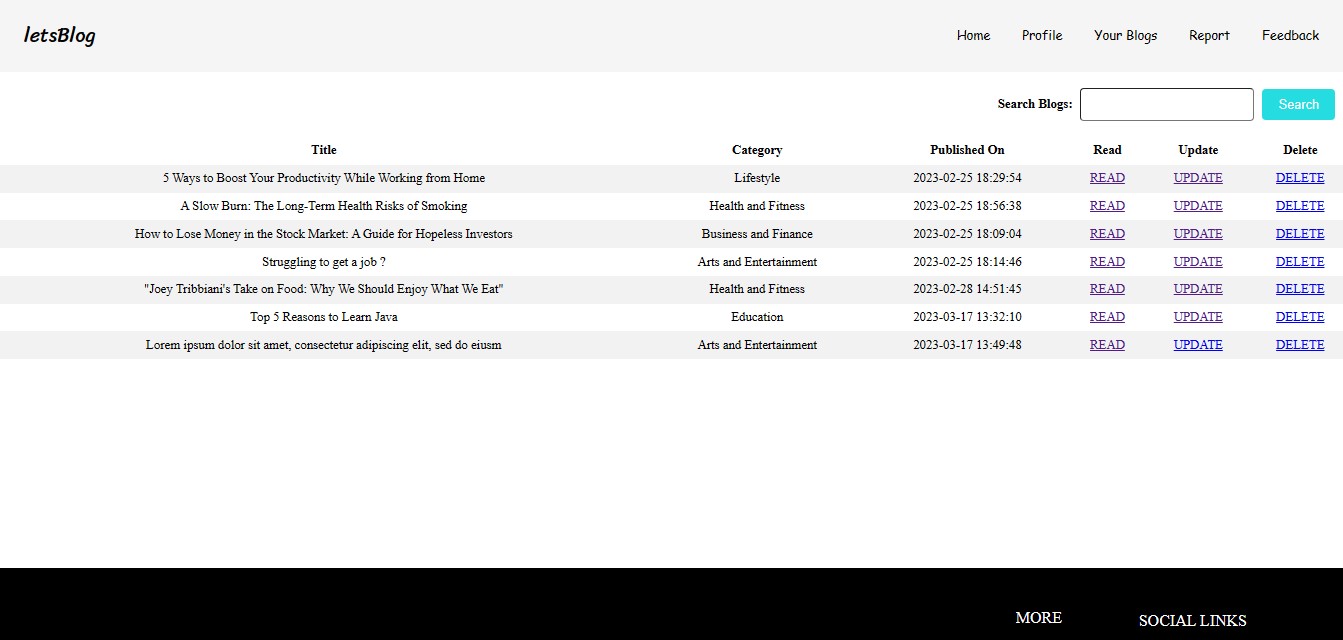 letsBlog Home Profile Your Blogs Report Feedback
Search Blogs: Search
Title Category Published On Read Update Delete
5 Ways to Boost Your Productivity While Working from Home Lifestyle 2023-02-25 18:29:54 READ UPDATE DELETE
A Slow Burn: The Long-Term Health Risks of Smoking Health and Fitness 2023-02-25 18:56:38 READ UPDATE DELETE
How to Lose Money in the Stock Market: A Guide for Hopeless Investors Business and Finance 2023-02-25 18:09:04 READ UPDATE DELETE
Struggling to get a job ? Arts and Entertainment 2023-02-25 18:14:46 READ UPDATE DELETE
"Joey Tribbiani's Take on Food: Why We Should Enjoy What We Eat" Health and Fitness 2023-02-28 14:51:45 READ UPDATE DELETE
Top 5 Reasons to Learn Java Education 2023-03-17 13:32:10 READ UPDATE DELETE
Lorem ipsum dolor sit amet, consectetur adipiscing elit, sed do eiusm Arts and Entertainment 2023-03-17 13:49:48 READ UPDATE DELETE
MORE SOCIAL LINKS